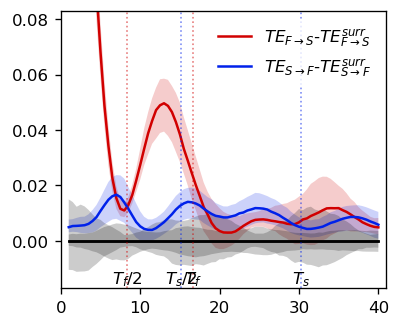 0.08
0.06
0.04
0.02
0.00
TE_{F→S}-TE^{surr}_{F→S}
TE_{S→F}-TE^{surr}_{S→F}
T_f/2 T_s/2 T_f T_s
0 10 20 30 40